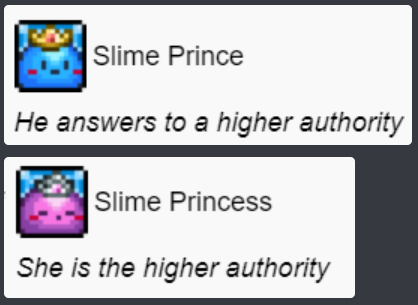 Slime Prince
He answers to a higher authority
Slime Princess
She is the higher authority